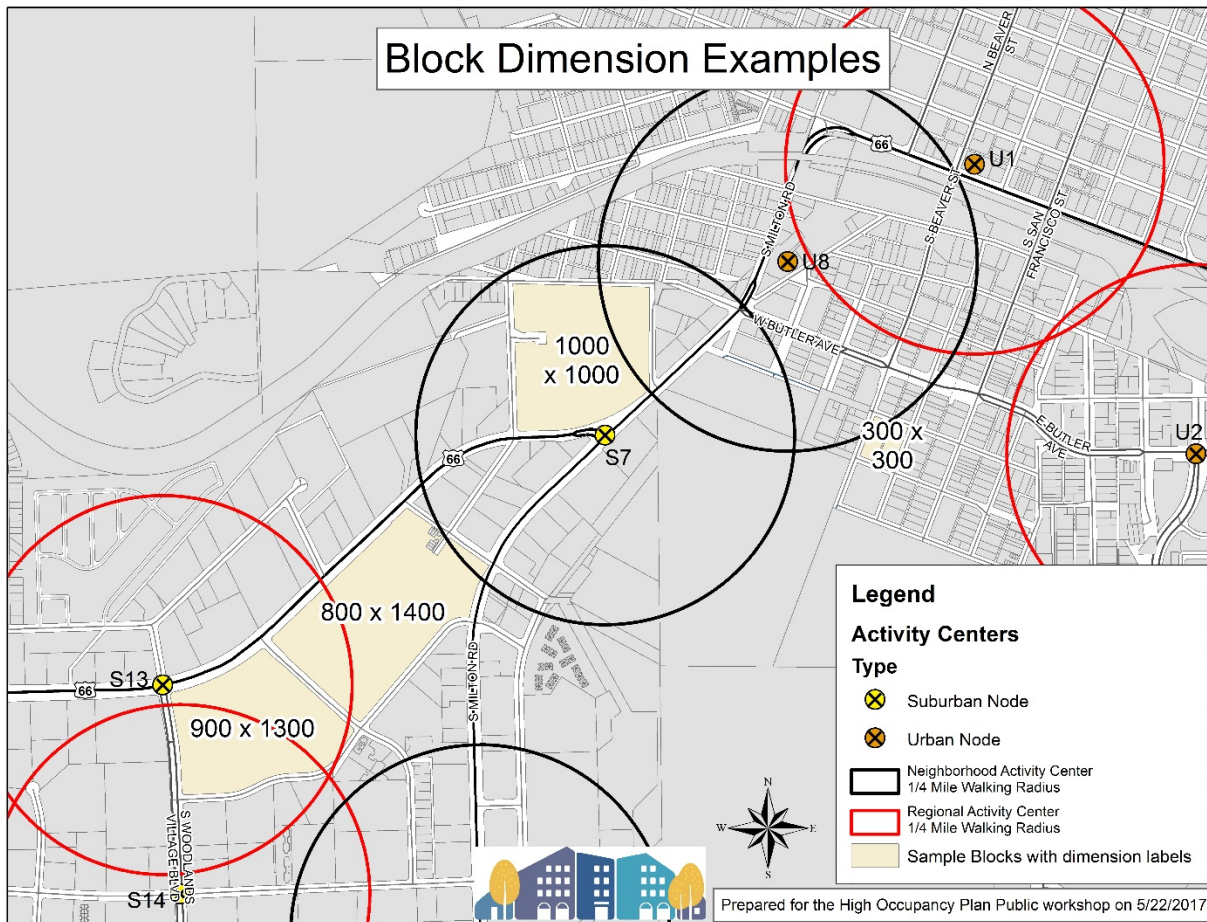 Block Dimension Examples
N BEAVER
ST
66
U1
S MILTON RD
S BEAVER ST
S SAN
FRANCISCO ST
U8
W BUTLER AVE
1000
x 1000
300 x
300
E BUTLER
AVE
U2
66
S7
800 x 1400
S13
66
900 x 1300
S MILTON RD
S WOODLANDS
VILLAGE BLVD
S14
Legend
Activity Centers
Type
Suburban Node
Urban Node
Neighborhood Activity Center
1/4 Mile Walking Radius
Regional Activity Center
1/4 Mile Walking Radius
Sample Blocks with dimension labels
N
W
E
S
Prepared for the High Occupancy Plan Public workshop on 5/22/2017